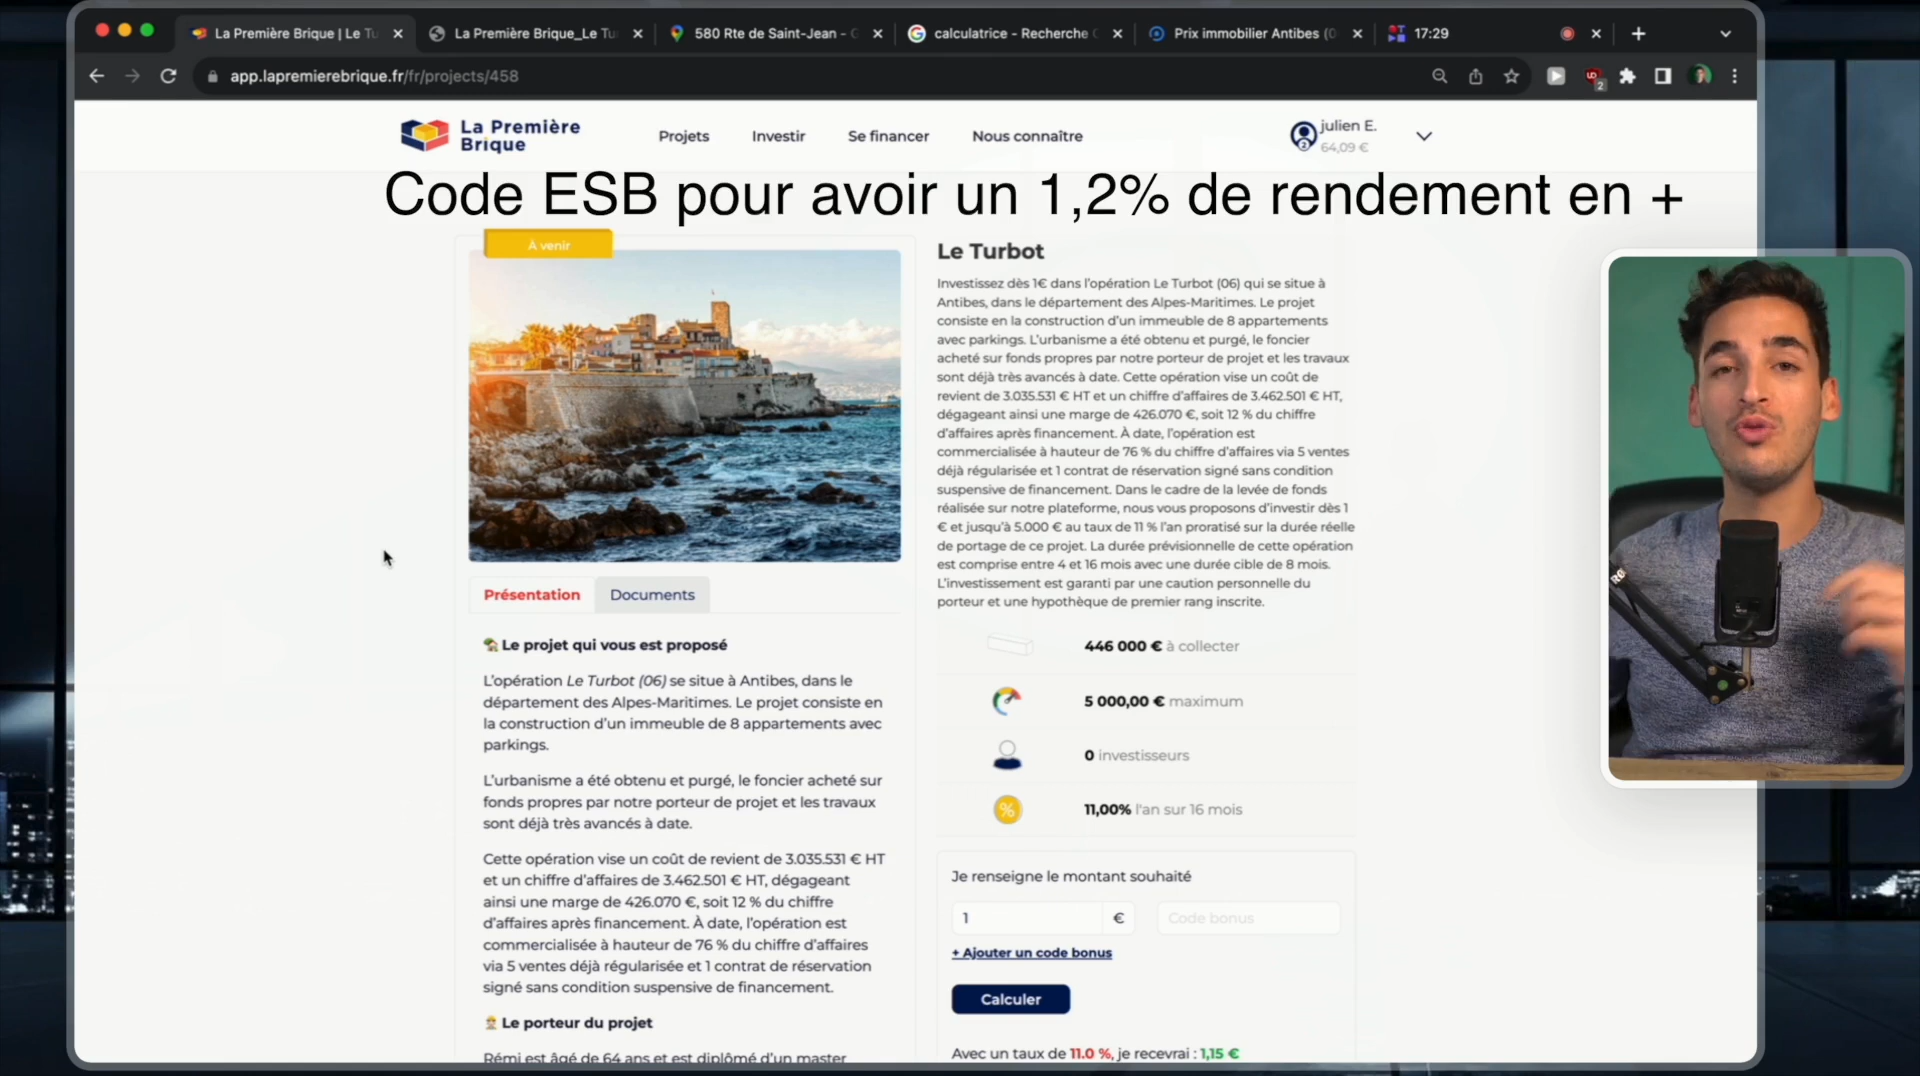 La Première Brique | Le Tu
La Première Brique_Le Tu
580 Rte de Saint-Jean - G
calculatrice - Recherche
Prix immobilier Antibes (0
17:29
app.lapremierebrique.fr/fr/projects/458
2
La Première
Brique
Projets
Investir
Se financer
Nous connaître
julien E.
64,09 €
Code ESB pour avoir un 1,2% de rendement en +
À venir
Présentation
Documents
Le projet qui vous est proposé
L'opération Le Turbot (06) se situe à Antibes, dans le
département des Alpes-Maritimes. Le projet consiste en
la construction d'un immeuble de 8 appartements avec
parkings.
L'urbanisme a été obtenu et purgé, le foncier acheté sur
fonds propres par notre porteur de projet et les travaux
sont déjà très avancés à date.
Cette opération vise un coût de revient de 3.035.531 € HT
et un chiffre d'affaires de 3.462.501 € HT, dégageant
ainsi une marge de 426.070 €, soit 12 % du chiffre
d'affaires après financement. À date, l'opération est
commercialisée à hauteur de 76 % du chiffre d'affaires
via 5 ventes déjà régularisée et 1 contrat de réservation
signé sans condition suspensive de financement.
Le porteur du projet
Rémi est âgé de 64 ans et est diplômé d'un master
Le Turbot
Investissez dès 1€ dans l'opération Le Turbot (06) qui se situe à
Antibes, dans le département des Alpes-Maritimes. Le projet
consiste en la construction d'un immeuble de 8 appartements
avec parkings. L'urbanisme a été obtenu et purgé, le foncier
acheté sur fonds propres par notre porteur de projet et les travaux
sont déjà très avancés à date. Cette opération vise un coût de
revient de 3.035.531 € HT et un chiffre d'affaires de 3.462.501 € HT,
dégageant ainsi une marge de 426.070 €, soit 12 % du chiffre
d'affaires après financement. À date, l'opération est
commercialisée à hauteur de 76 % du chiffre d'affaires via 5 ventes
déjà régularisée et 1 contrat de réservation signé sans condition
suspensive de financement. Dans le cadre de la levée de fonds
réalisée sur notre plateforme, nous vous proposons d'investir dès 1
€ et jusqu'à 5.000 € au taux de 11 % l'an proratisé sur la durée réelle
de portage de ce projet. La durée prévisionnelle de cette opération
est comprise entre 4 et 16 mois avec une durée cible de 8 mois.
L'investissement est garanti par une caution personnelle du
porteur et une hypothèque de premier rang inscrite.
446 000 € à collecter
5 000,00 € maximum
0 investisseurs
% 11,00% l'an sur 16 mois
Je renseigne le montant souhaité
1 €
Code bonus
+ Ajouter un code bonus
Calculer
Avec un taux de 11.0 %, je recevrai : 1,15 €